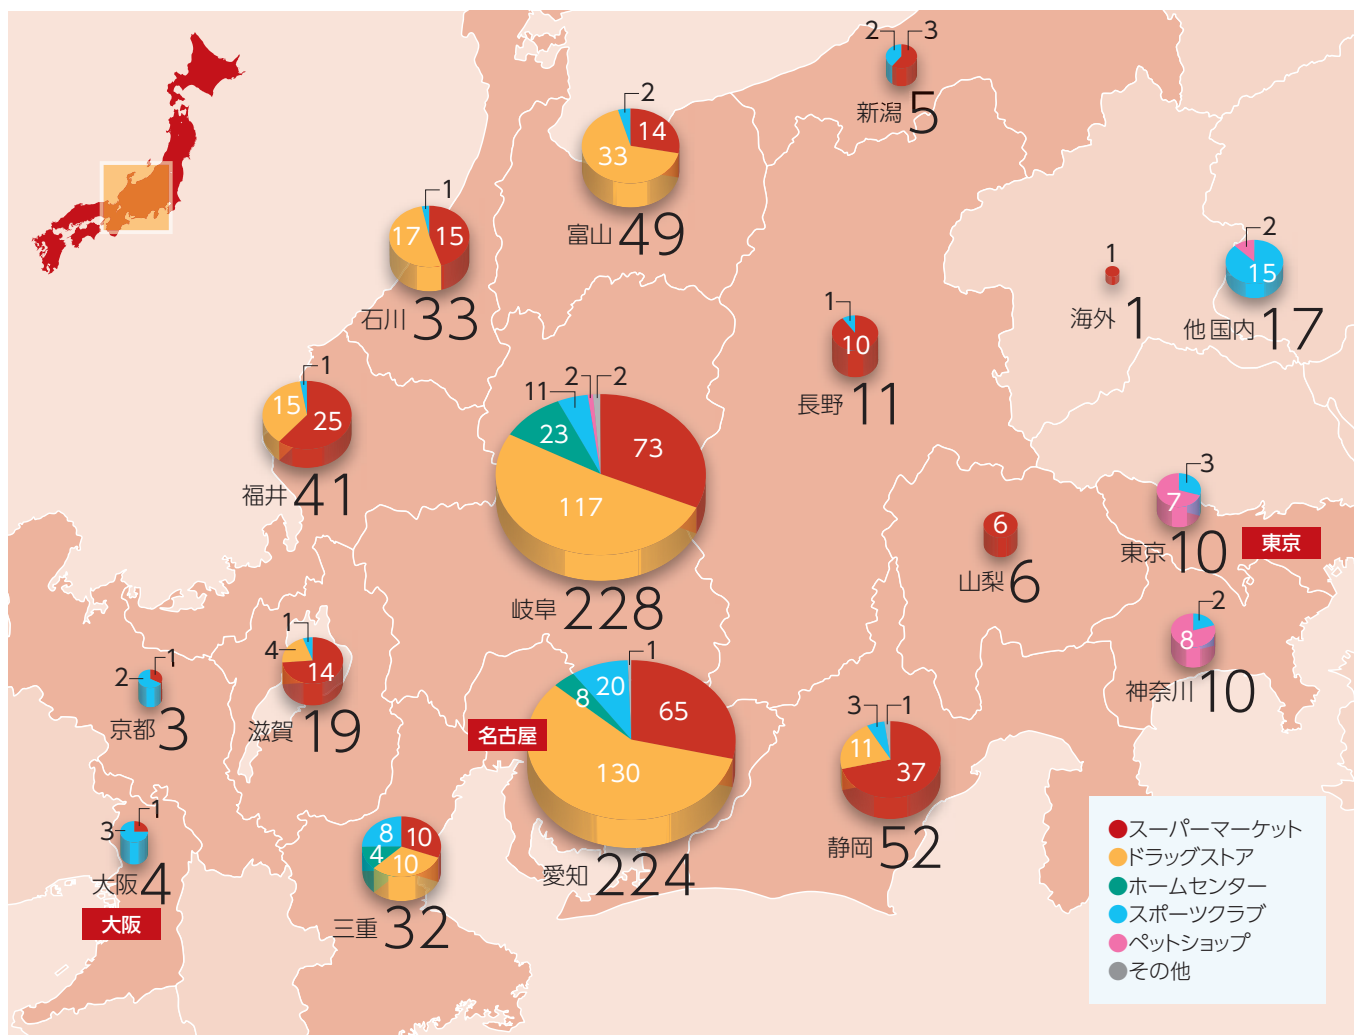 2
3
新潟 5
2
14
33
富山 49
1
17
15
石川 33
1
海外 1
2
15
他国内 17
1
10
長野 11
1
15
25
福井 41
11
2
2
23
73
117
岐阜 228
3
7
東京 10
東京
6
山梨 6
2
8
神奈川 10
1
2
京都 3
1
4
14
滋賀 19
1
20
8
65
130
名古屋
愛知 224
3
1
11
37
静岡 52
1
3
大阪 4
大阪
8
10
4
10
三重 32
スーパーマーケット
ドラッグストア
ホームセンター
スポーツクラブ
ペットショップ
その他